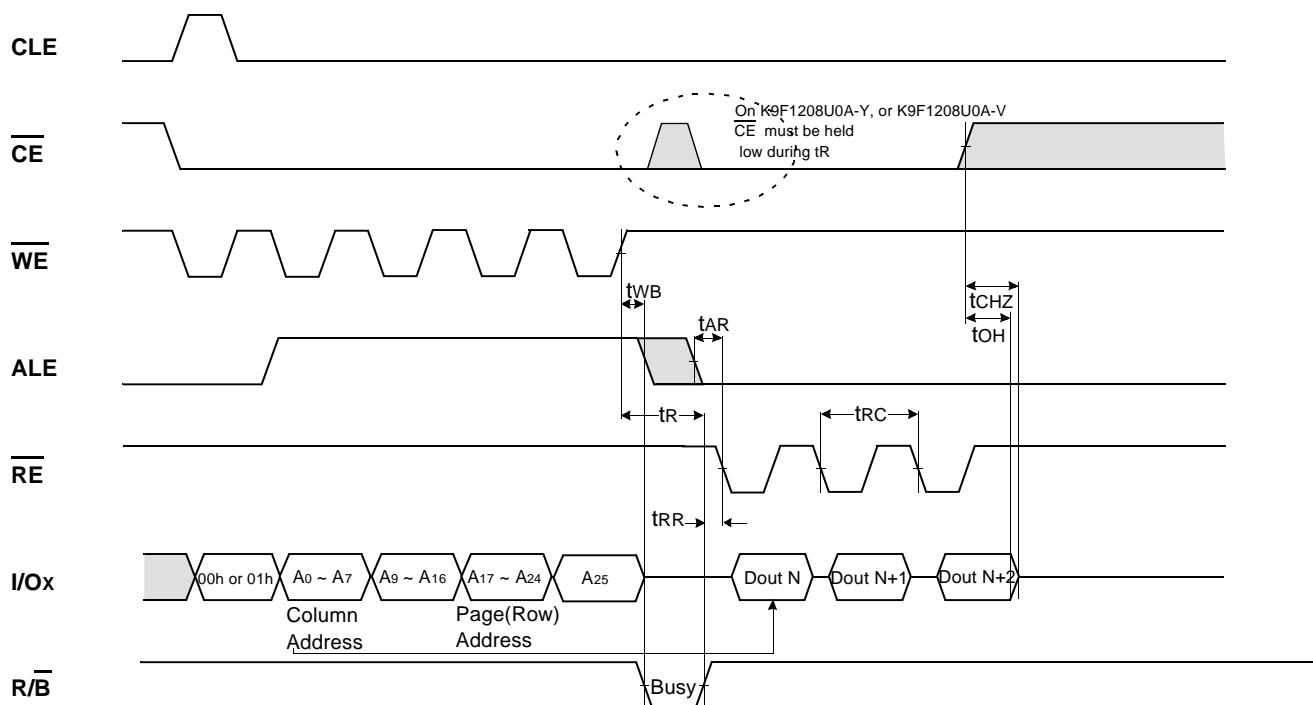 CLE
On K9F1208U0A-Y, or K9F1208U0A-V
CE must be held
low during tR
CE
WE
tWB
tCHZ
tAR
tOH
ALE
tR
tRC
RE
tRR
I/Ox
00h or 01h
A0 ~ A7
A9 ~ A16
A17 ~ A24
A25
Dout N
Dout N+1
Dout N+2
Column
Address
Page(Row)
Address
R/B
Busy